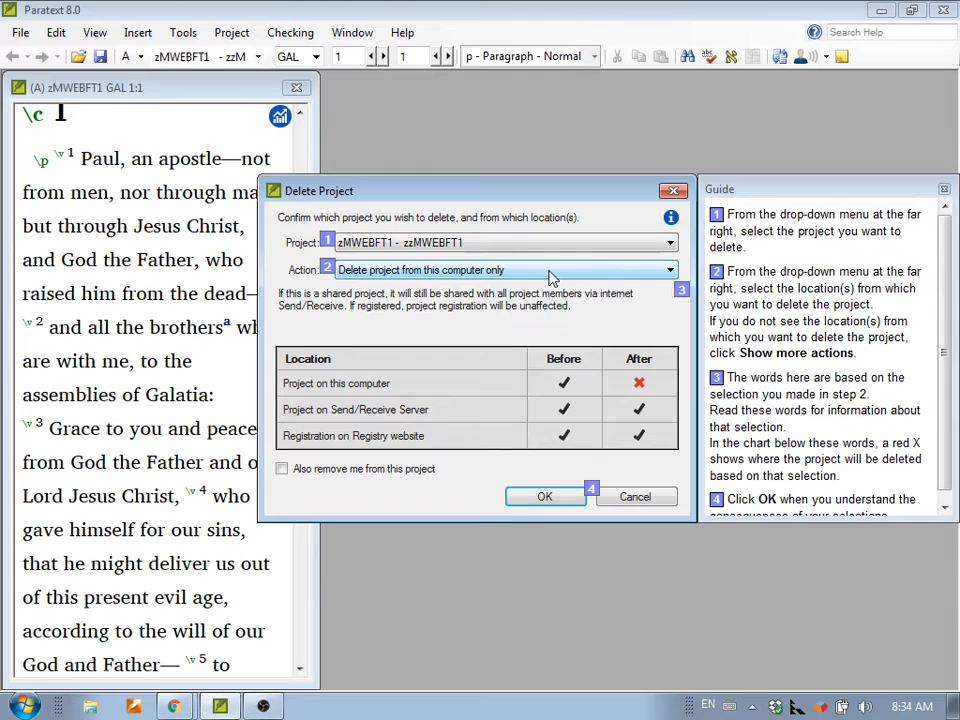 Paratext 8.0
File Edit View Insert Tools Project Checking Window Help Search Help
A zMWEBFT1 - zzM GAL 1 1 p - Paragraph - Normal
(A) zMWEBFT1 GAL 1:1
\c 1
\p \v 1 Paul, an apostle—not
from men, nor through ma
but through Jesus Christ,
and God the Father, who
raised him from the dead—
\v 2 and all the brothersa wh
are with me, to the
assemblies of Galatia:
\v 3 Grace to you and peace
from God the Father and o
Lord Jesus Christ, \v 4 who
gave himself for our sins,
that he might deliver us out
of this present evil age,
according to the will of our
God and Father— \v 5 to
Delete Project
Confirm which project you wish to delete, and from which location(s).
Project: 1 zMWEBFT1 - zzMWEBFT1
Action: 2 Delete project from this computer only
3
If this is a shared project, it will still be shared with all project members via internet
Send/Receive. If registered, project registration will be unaffected.
Location Before After
Project on this computer
Project on Send/Receive Server
Registration on Registry website
Also remove me from this project
OK 4 Cancel
Guide
1 From the drop-down menu at the far
right, select the project you want to
delete.
2 From the drop-down menu at the far
right, select the location(s) from
which you want to delete the project.
If you do not see the location(s) from
which you want to delete the project,
click Show more actions.
3 The words here are based on the
selection you made in step 2.
Read these words for information about
that selection.
In the chart below these words, a red X
shows where the project will be deleted
based on that selection.
4 Click OK when you understand the
consequences of your selections.
EN 8:34 AM